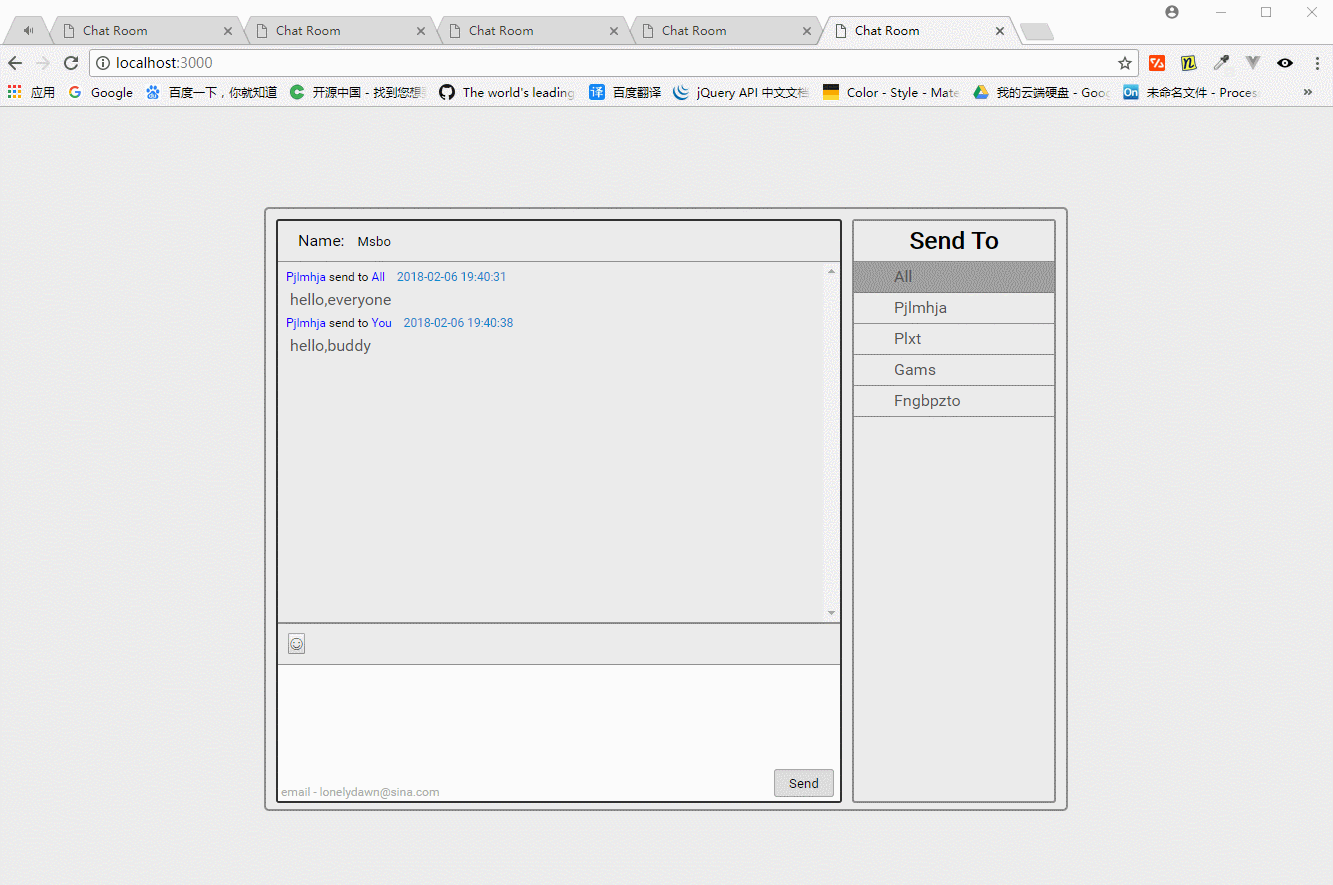 Chat Room Chat Room Chat Room Chat Room Chat Room
localhost:3000
应用 Google 百度一下，你就知道 开源中国 - 找到您想 The world's leading 百度翻译 jQuery API 中文文档 Color - Style - Mate 我的云端硬盘 - Goog On 未命名文件 - Proces »
Name: Msbo
Pjlmhja send to All 2018-02-06 19:40:31
hello,everyone
Pjlmhja send to You 2018-02-06 19:40:38
hello,buddy
Send
email - lonelydawn@sina.com
Send To
All
Pjlmhja
Plxt
Gams
Fngbpzto